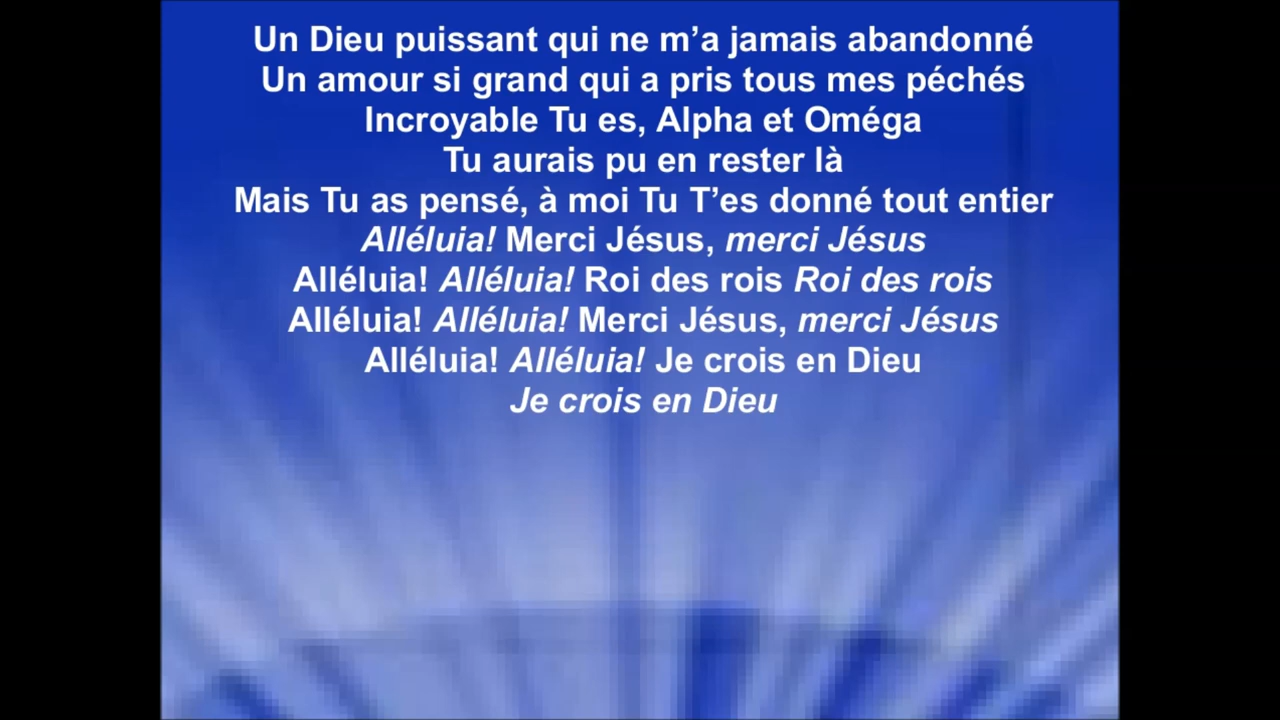 Un Dieu puissant qui ne m’a jamais abandonné
Un amour si grand qui a pris tous mes péchés
Incroyable Tu es, Alpha et Oméga
Tu aurais pu en rester là
Mais Tu as pensé, à moi Tu T’es donné tout entier
Alléluia! Merci Jésus, merci Jésus
Alléluia! Alléluia! Roi des rois Roi des rois
Alléluia! Alléluia! Merci Jésus, merci Jésus
Alléluia! Alléluia! Je crois en Dieu
Je crois en Dieu